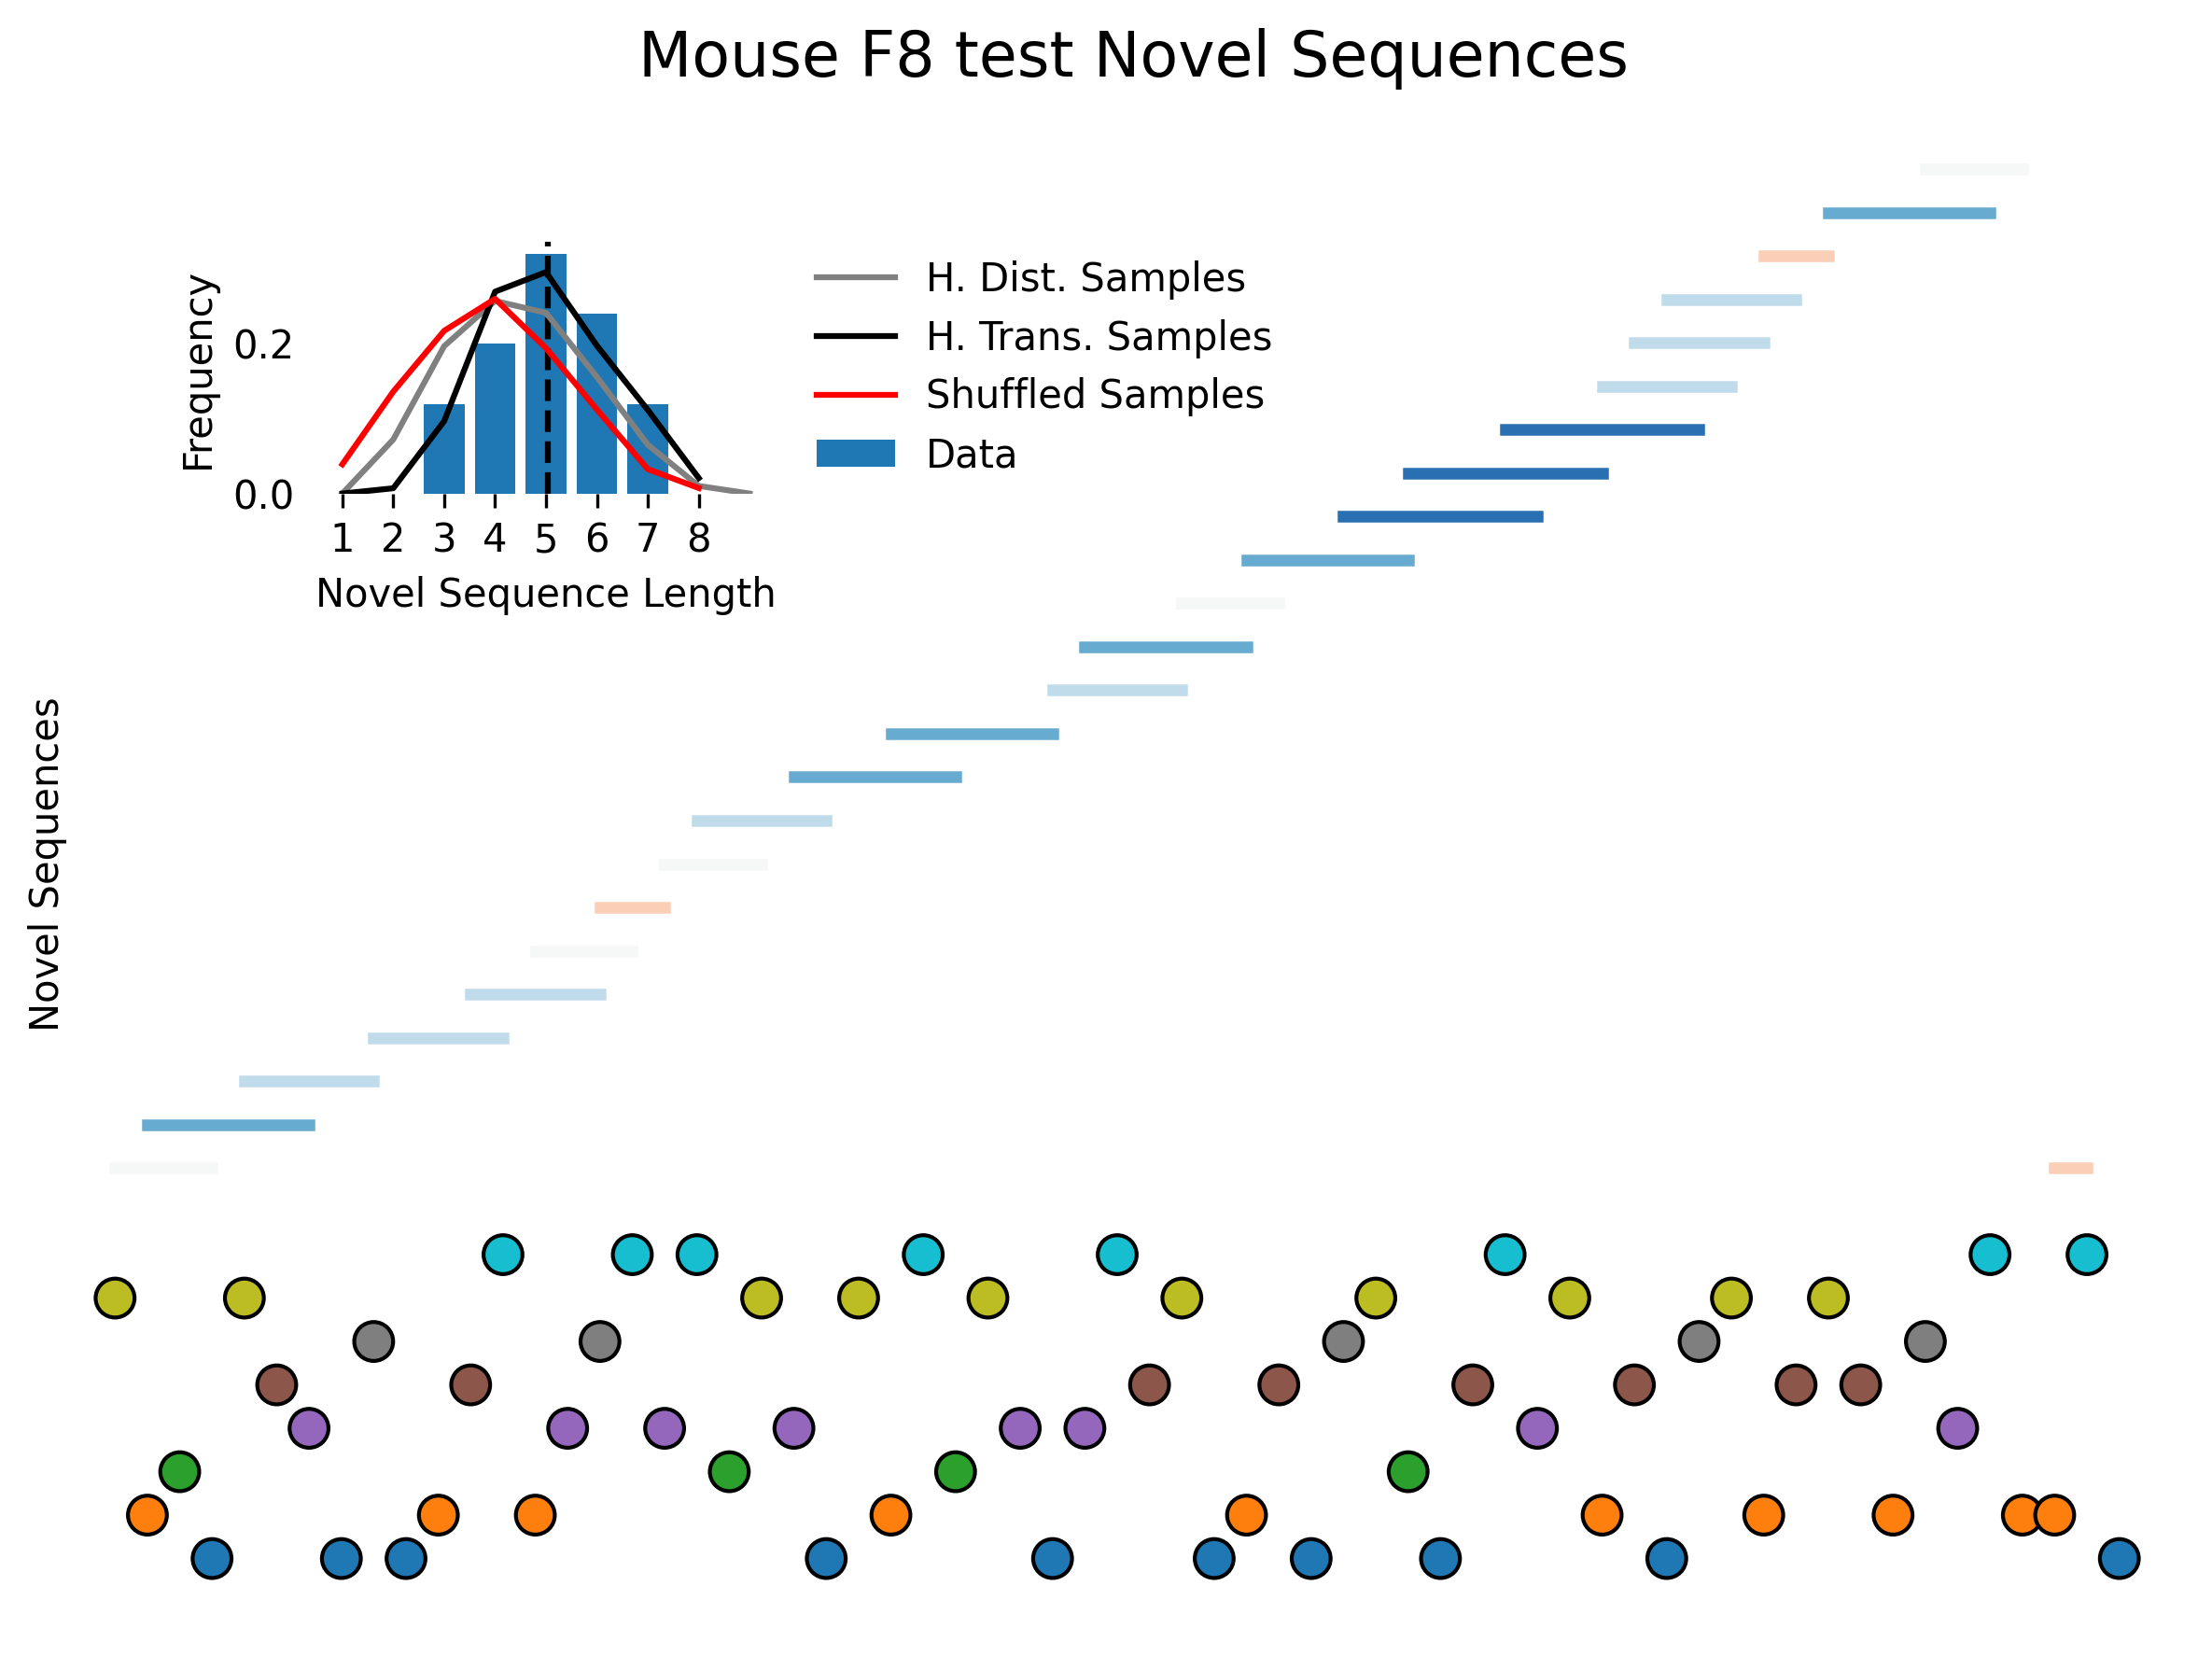 Mouse F8 test Novel Sequences
Frequency
0.2
0.0
1 2 3 4 5 6 7 8
Novel Sequence Length
H. Dist. Samples
H. Trans. Samples
Shuffled Samples
Data
Novel Sequences